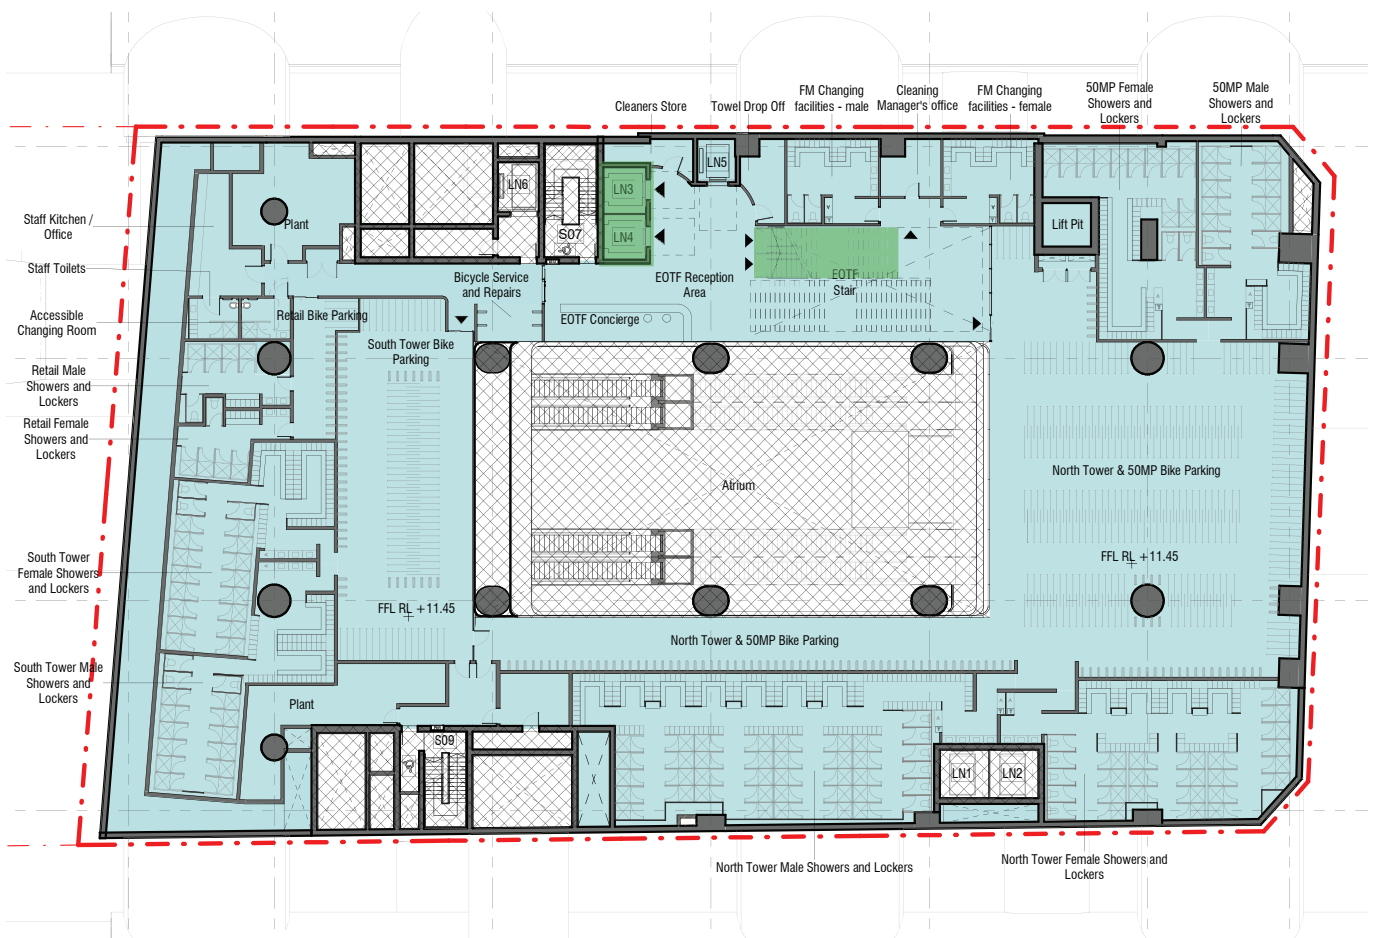 Cleaners Store
Towel Drop Off
FM Changing
facilities - male
Cleaning
Manager's office
FM Changing
facilities - female
50MP Female
Showers and
Lockers
50MP Male
Showers and
Lockers
LN5
LN6
LN3
LN4
S07
Lift Pit
Staff Kitchen /
Office
Plant
Staff Toilets
Accessible
Changing Room
Retail Bike Parking
Bicycle Service
and Repairs
EOTF Reception
Area
EOTF
Stair
EOTF Concierge
South Tower Bike
Parking
Retail Male
Showers and
Lockers
Retail Female
Showers and
Lockers
Atrium
North Tower & 50MP Bike Parking
FFL RL +11.45
South Tower
Female Showers
and Lockers
FFL RL +11.45
North Tower & 50MP Bike Parking
South Tower Male
Showers and
Lockers
Plant
S09
LN1
LN2
North Tower Male Showers and Lockers
North Tower Female Showers and
Lockers